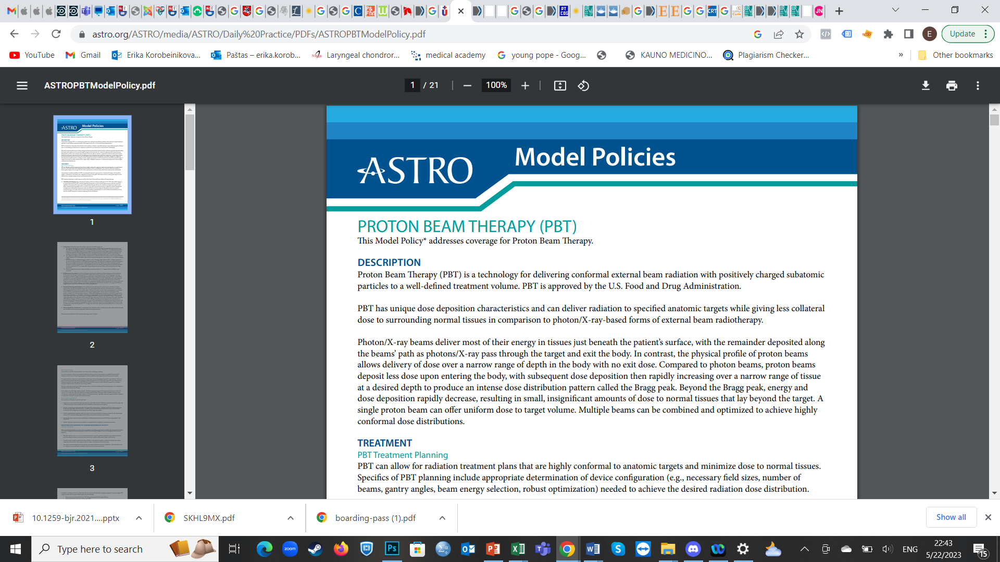 astro.org/ASTRO/media/ASTRO/Daily%20Practice/PDFs/ASTROPBTModelPolicy.pdf
E
Update
YouTube
Gmail
Erika Korobeinikova...
Paštas – erika.korob...
Laryngeal chondror...
medical academy
young pope - Goog...
KAUNO MEDICINO...
Plagiarism Checker...
»
Other bookmarks
ASTROPBTModelPolicy.pdf
1 / 21
100%
1
2
3
ASTRO
Model Policies
PROTON BEAM THERAPY (PBT)
This Model Policy* addresses coverage for Proton Beam Therapy.
DESCRIPTION
Proton Beam Therapy (PBT) is a technology for delivering conformal external beam radiation with positively charged subatomic
particles to a well-defined treatment volume. PBT is approved by the U.S. Food and Drug Administration.
PBT has unique dose deposition characteristics and can deliver radiation to specified anatomic targets while giving less collateral
dose to surrounding normal tissues in comparison to photon/X-ray-based forms of external beam radiotherapy.
Photon/X-ray beams deliver most of their energy in tissues just beneath the patient's surface, with the remainder deposited along
the beams' path as photons/X-ray pass through the target and exit the body. In contrast, the physical profile of proton beams
allows delivery of dose over a narrow range of depth in the body with no exit dose. Compared to photon beams, proton beams
deposit less dose upon entering the body, with subsequent dose deposition then rapidly increasing over a narrow range of tissue
at a desired depth to produce an intense dose distribution pattern called the Bragg peak. Beyond the Bragg peak, energy and
dose deposition rapidly decrease, resulting in small, insignificant amounts of dose to normal tissues that lay beyond the target. A
single proton beam can offer uniform dose to target volume. Multiple beams can be combined and optimized to achieve highly
conformal dose distributions.
TREATMENT
PBT Treatment Planning
PBT can allow for radiation treatment plans that are highly conformal to anatomic targets and minimize dose to normal tissues.
Specifics of PBT planning include appropriate determination of device configuration (e.g., necessary field sizes, number of
beams, gantry angles, beam energy selection, robust optimization) needed to achieve the desired radiation dose distribution.
10.1259-bjr.2021....pptx
SKHL9MX.pdf
boarding-pass (1).pdf
Show all
Type here to search
zoom
Ps
ENG
22:43
5/22/2023
15